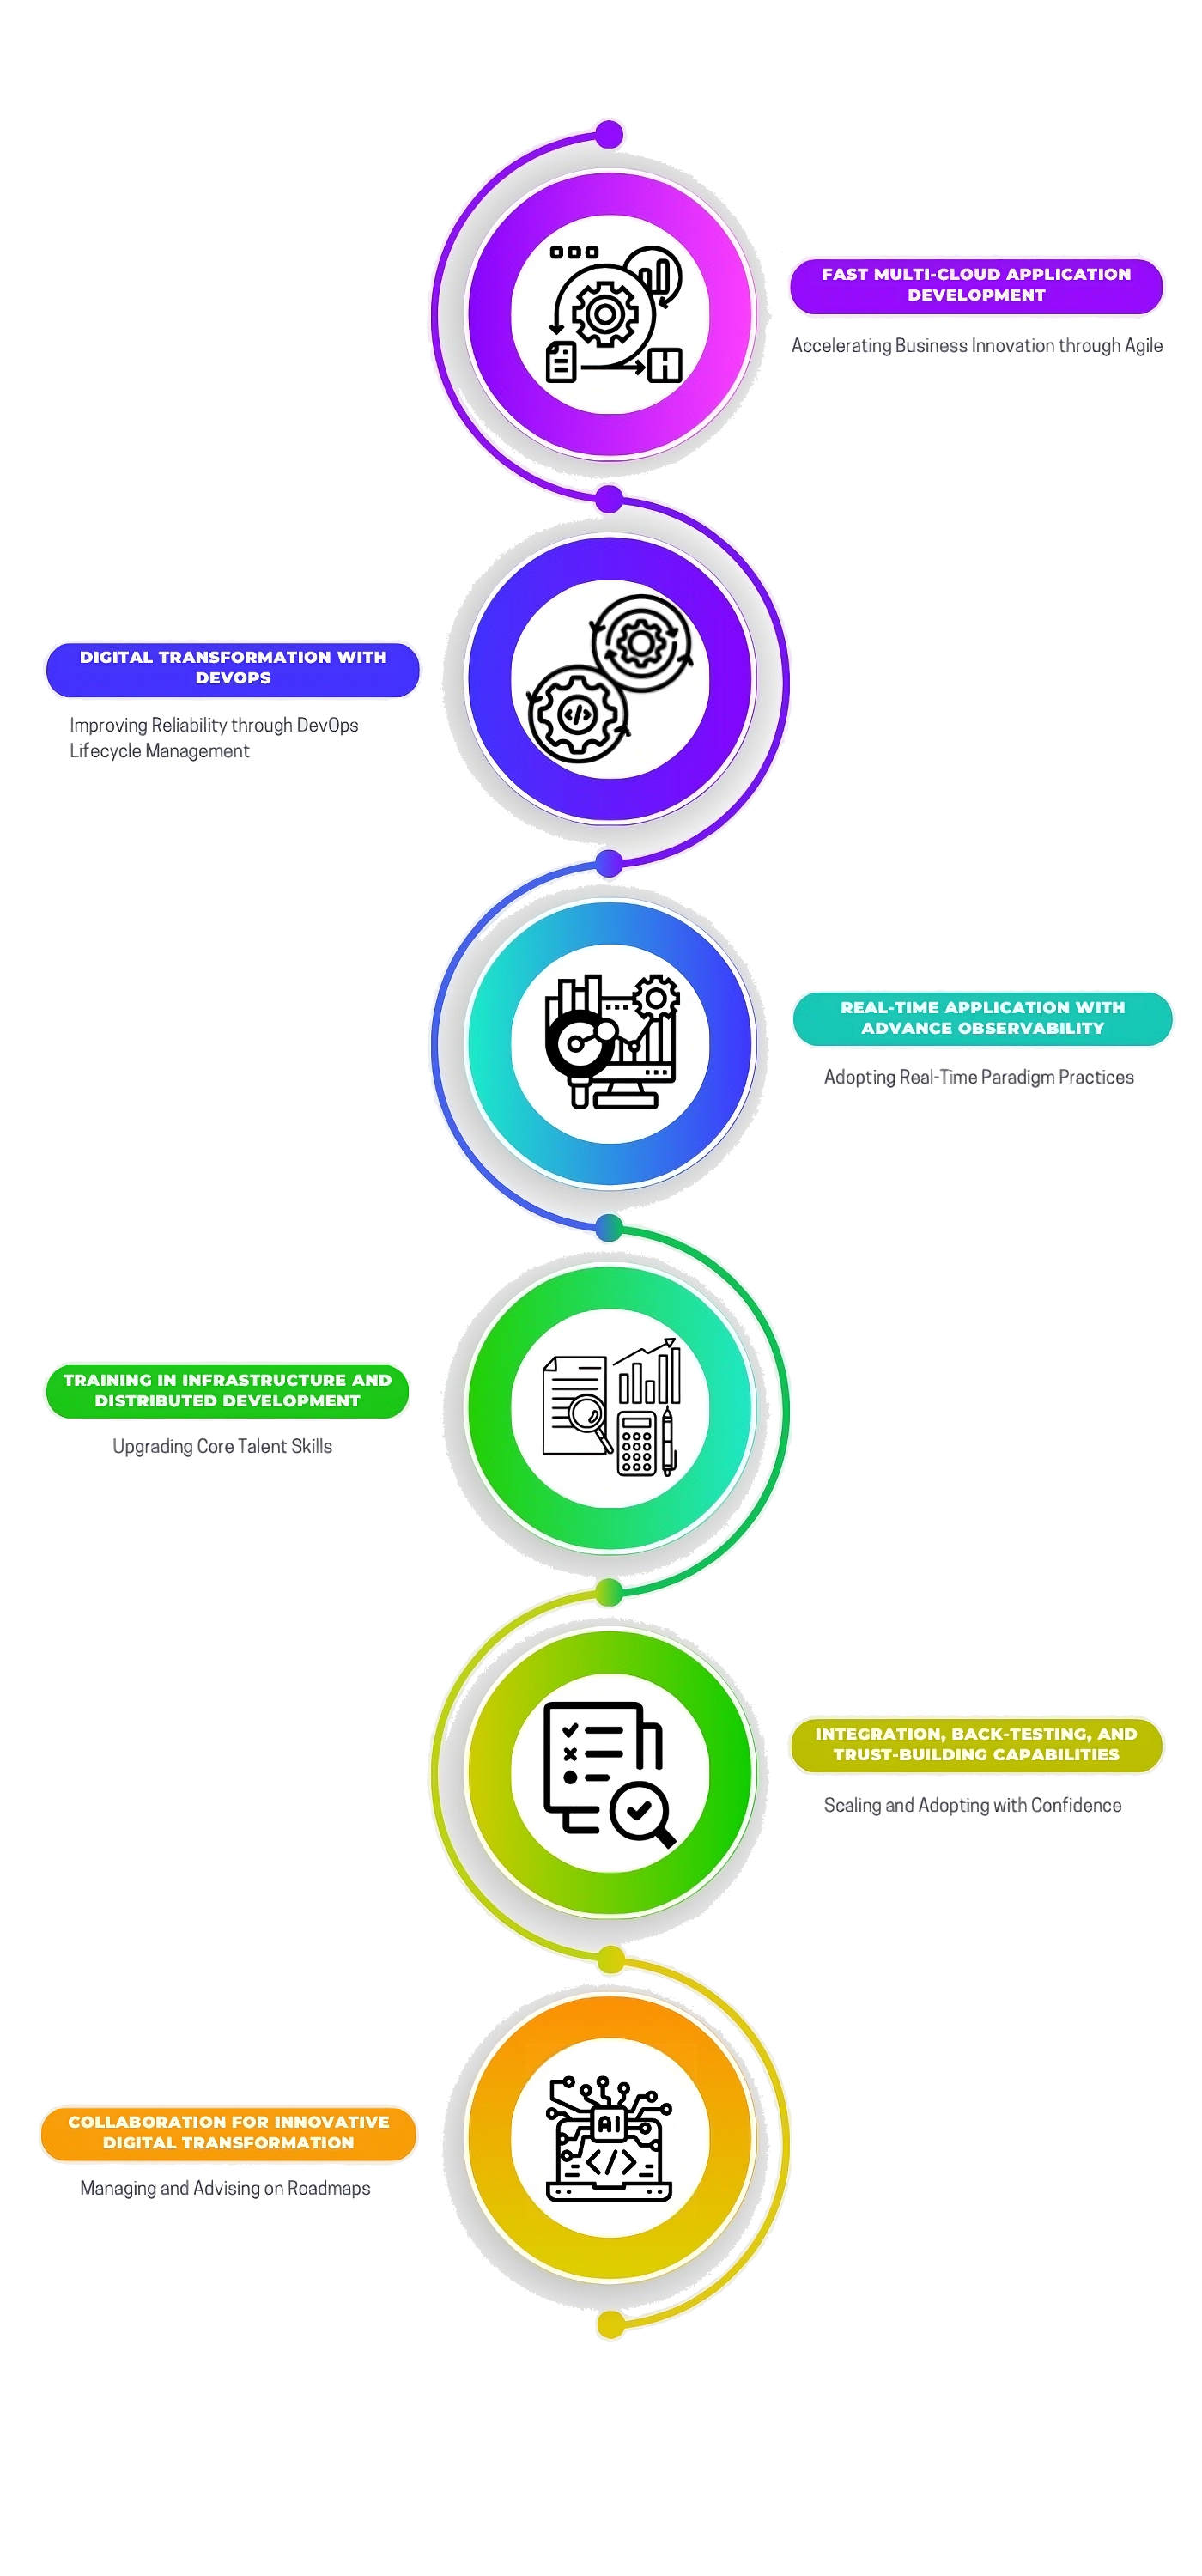 FAST MULTI-CLOUD APPLICATION
DEVELOPMENT
Accelerating Business Innovation through Agile
DIGITAL TRANSFORMATION WITH
DEVOPS
Improving Reliability through DevOps
Lifecycle Management
REAL-TIME APPLICATION WITH
ADVANCE OBSERVABILITY
Adopting Real-Time Paradigm Practices
TRAINING IN INFRASTRUCTURE AND
DISTRIBUTED DEVELOPMENT
Upgrading Core Talent Skills
INTEGRATION, BACK-TESTING, AND
TRUST-BUILDING CAPABILITIES
Scaling and Adopting with Confidence
AI
COLLABORATION FOR INNOVATIVE
DIGITAL TRANSFORMATION
Managing and Advising on Roadmaps